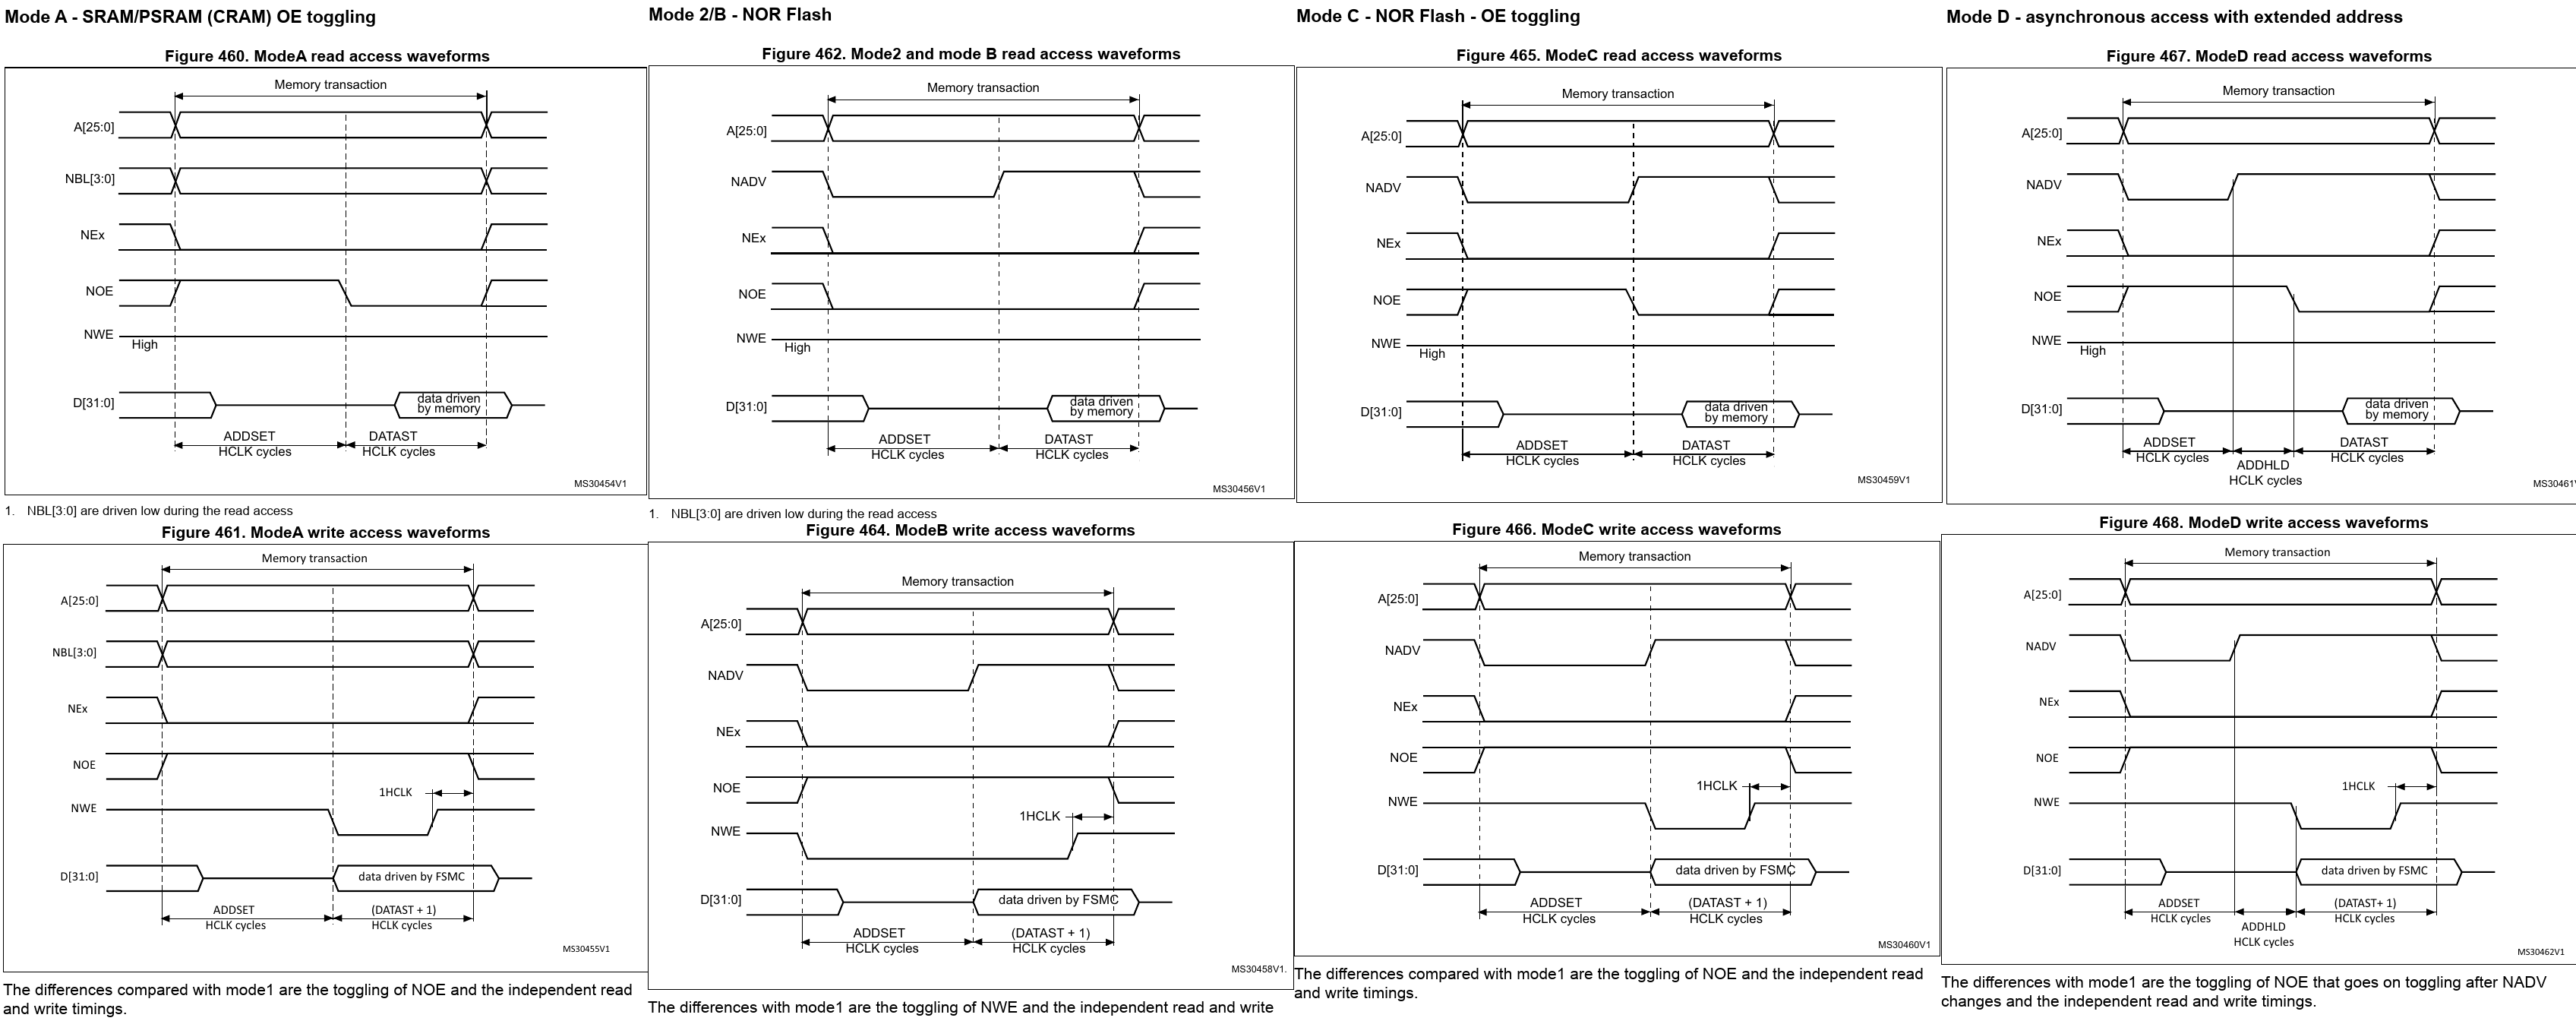 Mode A - SRAM/PSRAM (CRAM) OE toggling
Figure 460. ModeA read access waveforms
Memory transaction
A[25:0]
NBL[3:0]
NEx
NOE
NWE
High
D[31:0]
data driven
by memory
ADDSET
DATAST
HCLK cycles
HCLK cycles
MS30454V1
1. NBL[3:0] are driven low during the read access
Figure 461. ModeA write access waveforms
Memory transaction
A[25:0]
NBL[3:0]
NEx
NOE
1HCLK
NWE
D[31:0]
data driven by FSMC
ADDSET
(DATAST + 1)
HCLK cycles
HCLK cycles
MS30455V1
The differences compared with mode1 are the toggling of NOE and the independent read
and write timings.
Mode 2/B - NOR Flash
Figure 462. Mode2 and mode B read access waveforms
Memory transaction
A[25:0]
NADV
NEx
NOE
NWE
High
D[31:0]
data driven
by memory
ADDSET
DATAST
HCLK cycles
HCLK cycles
MS30456V1
1. NBL[3:0] are driven low during the read access
Figure 464. ModeB write access waveforms
Memory transaction
A[25:0]
NADV
NEx
NOE
1HCLK
NWE
D[31:0]
data driven by FSMC
ADDSET
(DATAST + 1)
HCLK cycles
HCLK cycles
MS30458V1.
The differences with mode1 are the toggling of NWE and the independent read and write
Mode C - NOR Flash - OE toggling
Figure 465. ModeC read access waveforms
Memory transaction
A[25:0]
NADV
NEx
NOE
NWE
High
D[31:0]
data driven
by memory
ADDSET
DATAST
HCLK cycles
HCLK cycles
MS30459V1
Figure 466. ModeC write access waveforms
Memory transaction
A[25:0]
NADV
NEx
NOE
1HCLK
NWE
D[31:0]
data driven by FSMC
ADDSET
(DATAST + 1)
HCLK cycles
HCLK cycles
MS30460V1
The differences compared with mode1 are the toggling of NOE and the independent read
and write timings.
Mode D - asynchronous access with extended address
Figure 467. ModeD read access waveforms
Memory transaction
A[25:0]
NADV
NEx
NOE
NWE
High
D[31:0]
data driven
by memory
ADDSET
DATAST
HCLK cycles
HCLK cycles
ADDHLD
HCLK cycles
MS30461
Figure 468. ModeD write access waveforms
Memory transaction
A[25:0]
NADV
NEx
NOE
1HCLK
NWE
D[31:0]
data driven by FSMC
ADDSET
(DATAST+ 1)
HCLK cycles
HCLK cycles
ADDHLD
HCLK cycles
MS30462V1
The differences with mode1 are the toggling of NOE that goes on toggling after NADV
changes and the independent read and write timings.